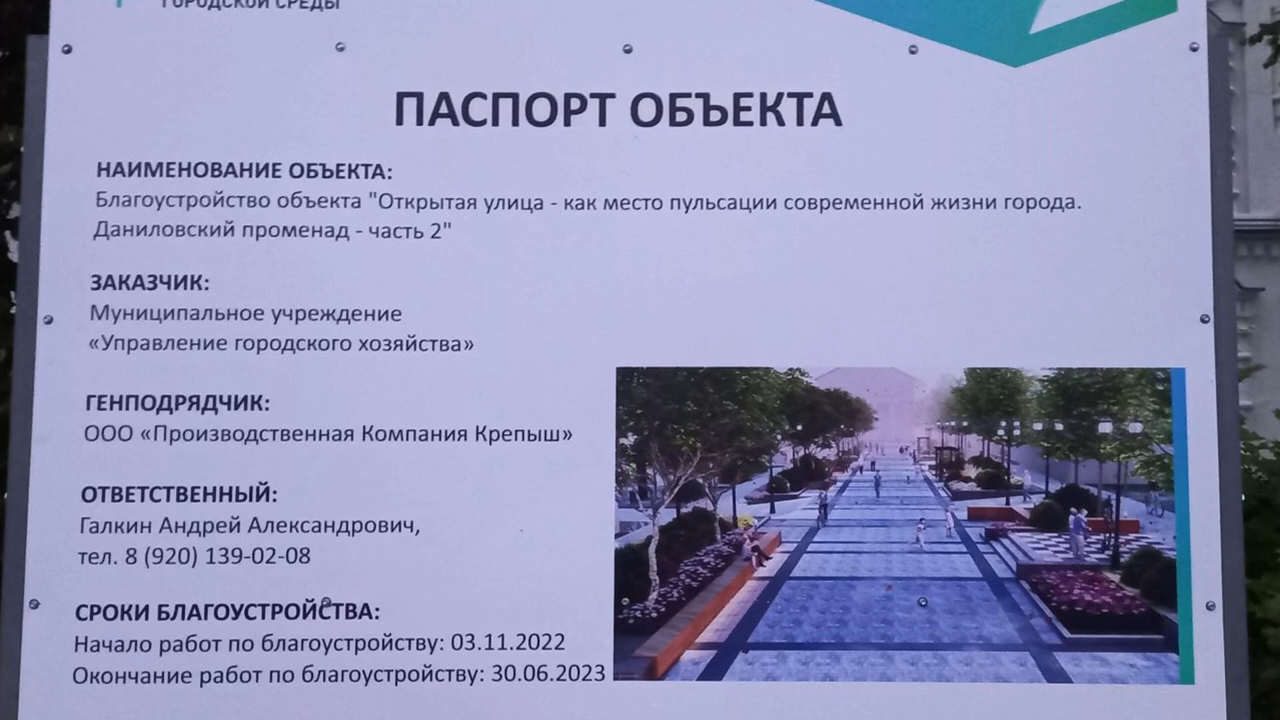 ГОРОДСКОЙ СРЕДЫ
ПАСПОРТ ОБЪЕКТА
НАИМЕНОВАНИЕ ОБЪЕКТА:
Благоустройство объекта "Открытая улица - как место пульсации современной жизни города.
Даниловский променад - часть 2"
ЗАКАЗЧИК:
Муниципальное учреждение
«Управление городского хозяйства»
ГЕНПОДРЯДЧИК:
ООО «Производственная Компания Крепыш»
ОТВЕТСТВЕННЫЙ:
Галкин Андрей Александрович,
тел. 8 (920) 139-02-08
СРОКИ БЛАГОУСТРОЙСТВА:
Начало работ по благоустройству: 03.11.2022
Окончание работ по благоустройству: 30.06.2023